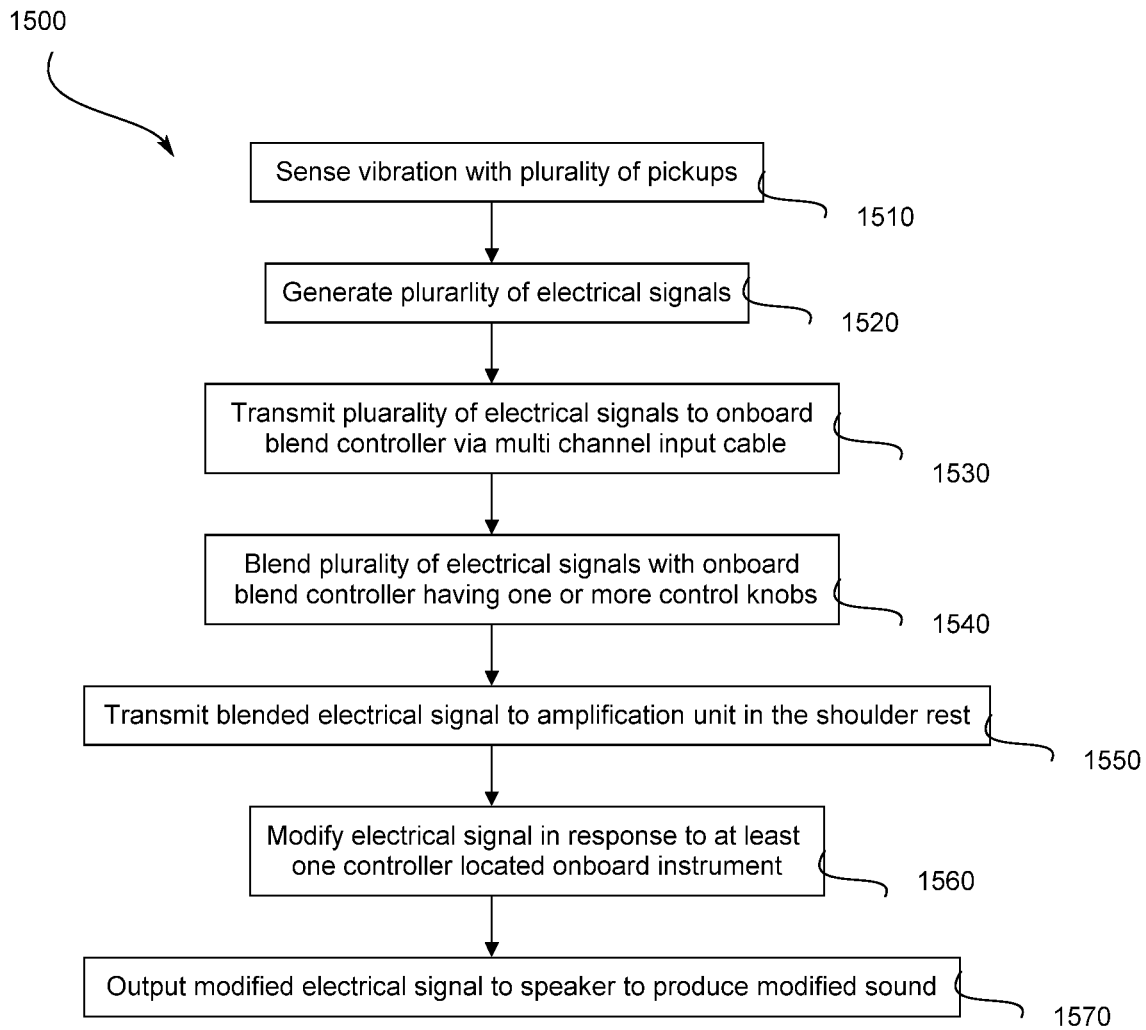 1500
Sense vibration with plurality of pickups
1510
Generate plurarlity of electrical signals
1520
Transmit pluarality of electrical signals to onboard
blend controller via multi channel input cable
1530
Blend plurality of electrical signals with onboard
blend controller having one or more control knobs
1540
Transmit blended electrical signal to amplification unit in the shoulder rest
1550
Modify electrical signal in response to at least
one controller located onboard instrument
1560
Output modified electrical signal to speaker to produce modified sound
1570